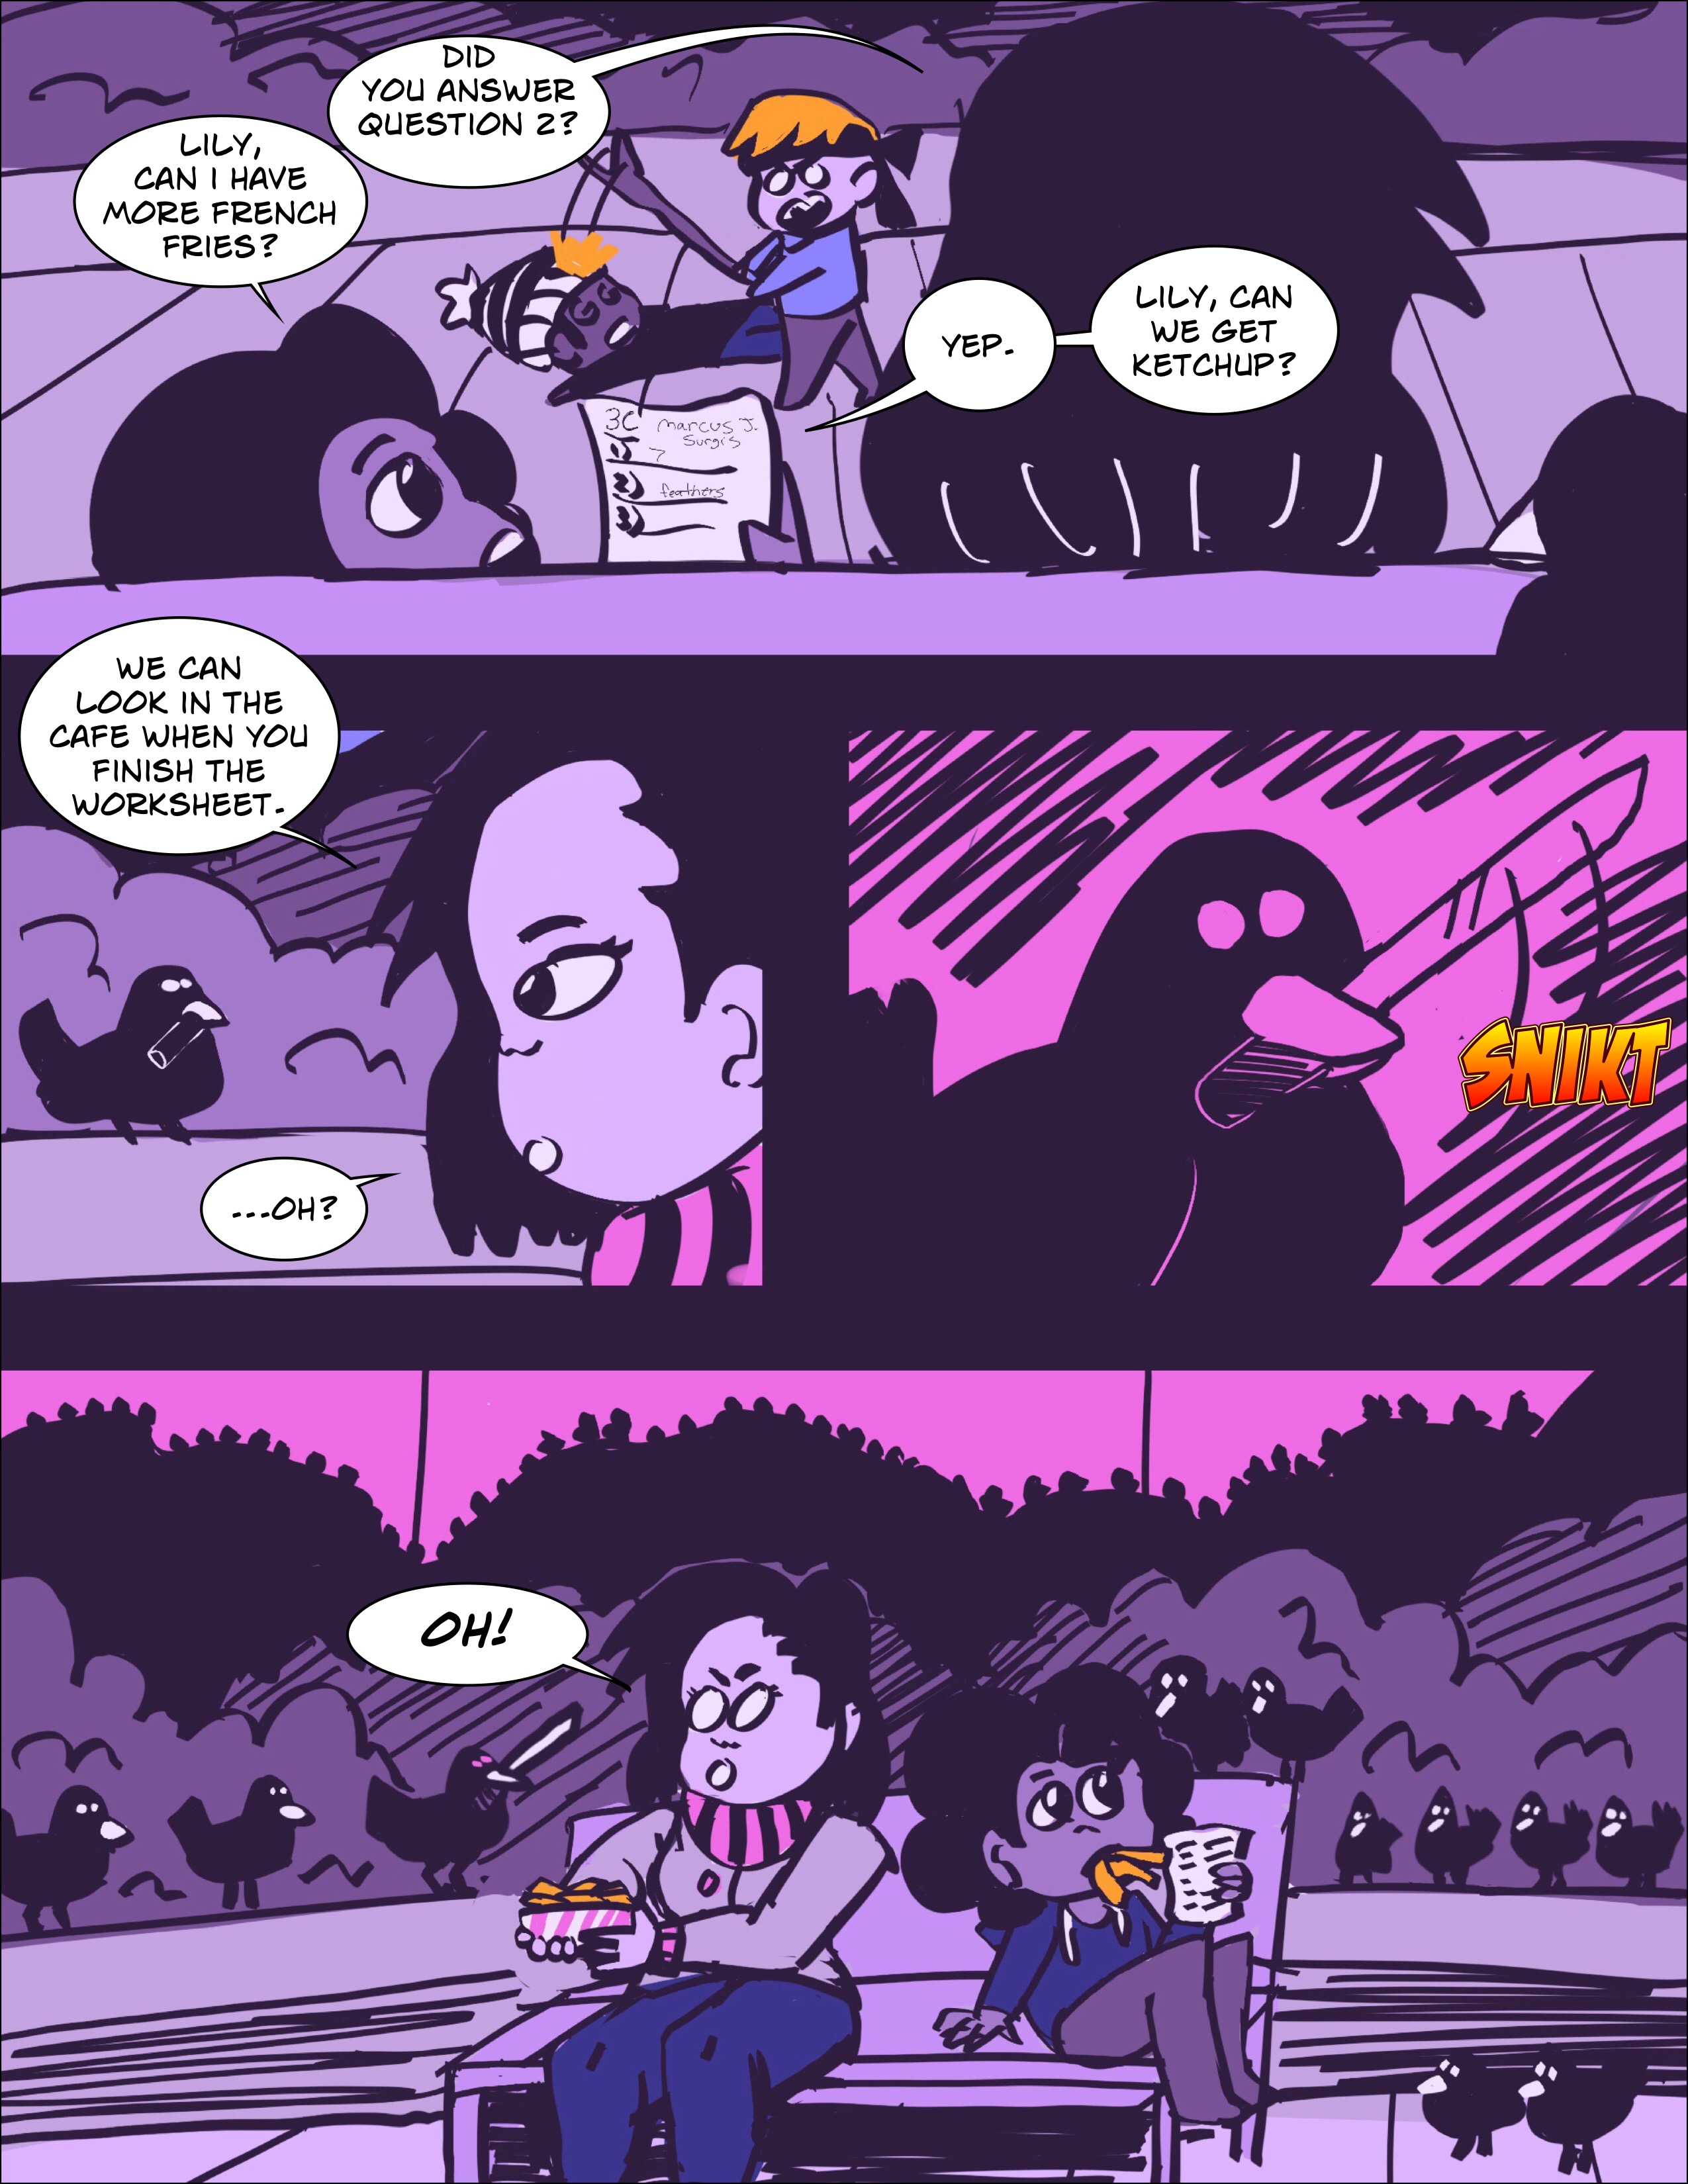 DID
YOU ANSWER
QUESTION 2?
LILY,
CAN I HAVE
MORE FRENCH
FRIES?
YEP.
LILY, CAN
WE GET
KETCHUP?
3C Marcus J.
Surgis
7
feathers
WE CAN
LOOK IN THE
CAFE WHEN YOU
FINISH THE
WORKSHEET.
...OH?
SNIKT
OH!